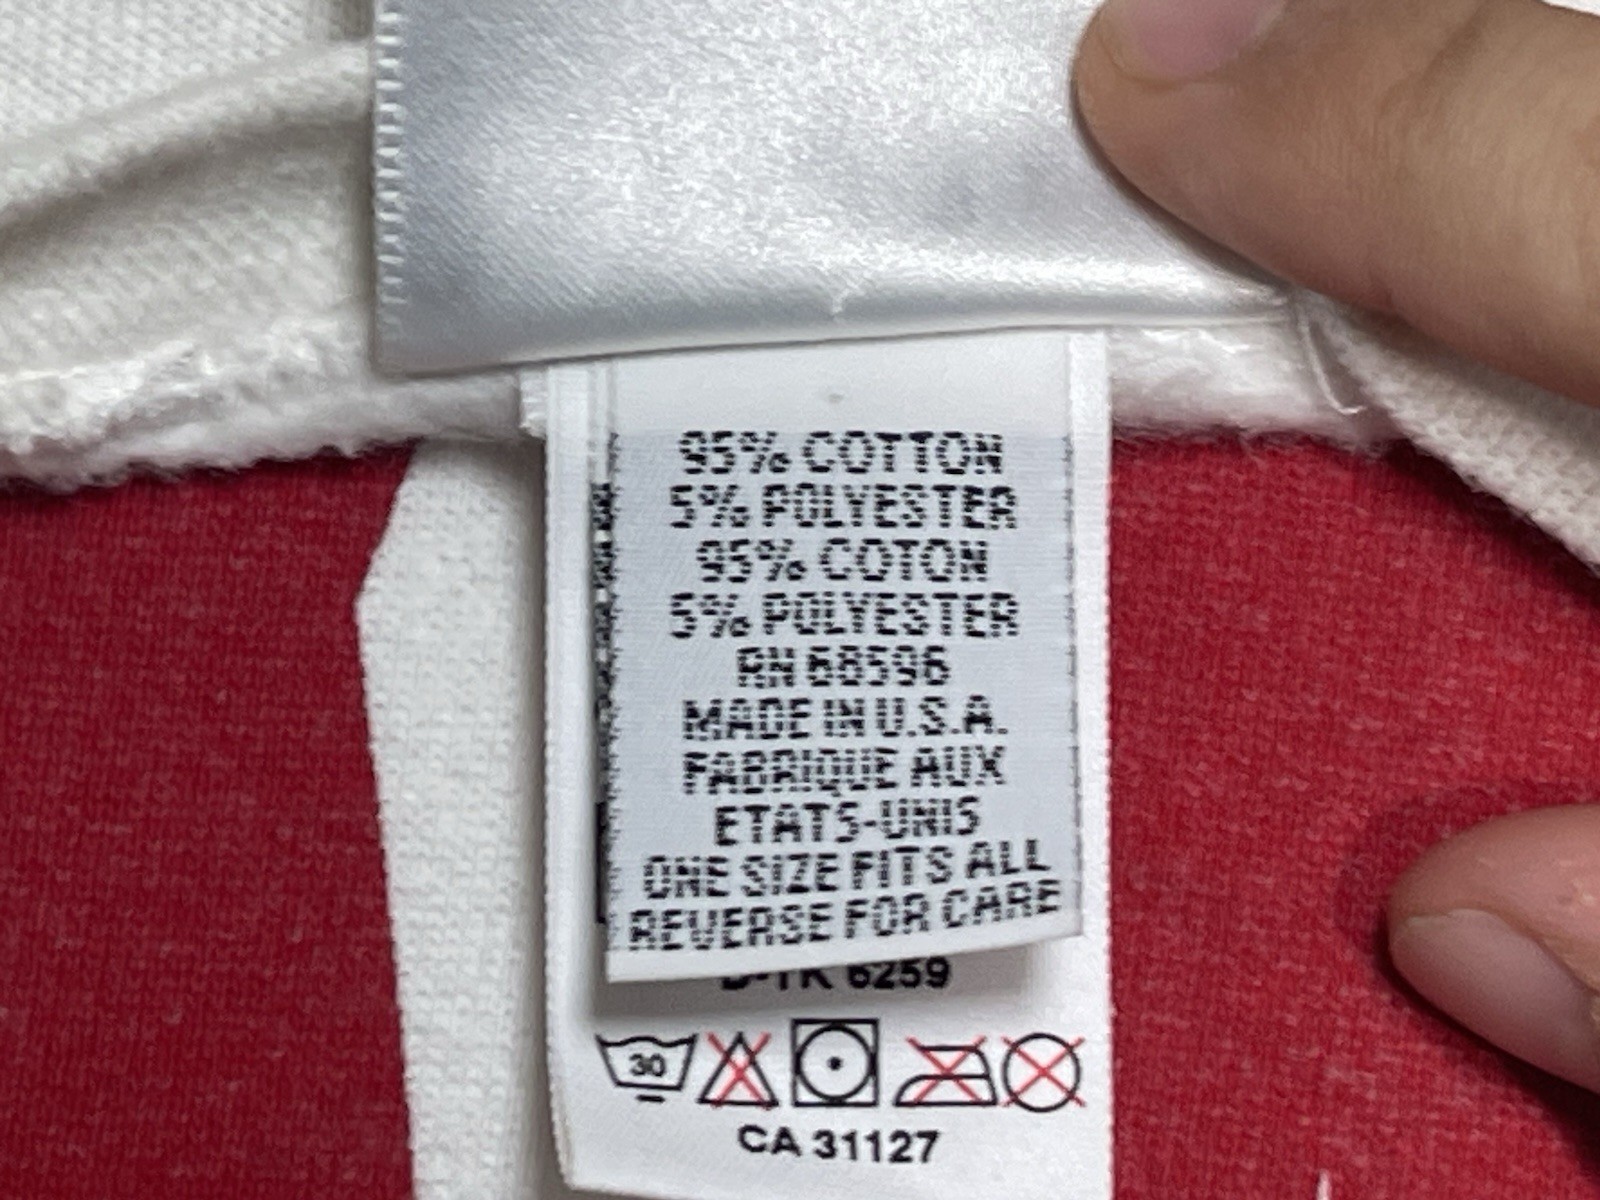 95% COTTON
5% POLYESTER
95% COTON
5% POLYESTER
RN 68596
MADE IN U.S.A.
FABRIQUE AUX
ETATS-UNIS
ONE SIZE FITS ALL
REVERSE FOR CARE
6259
30
CA 31127